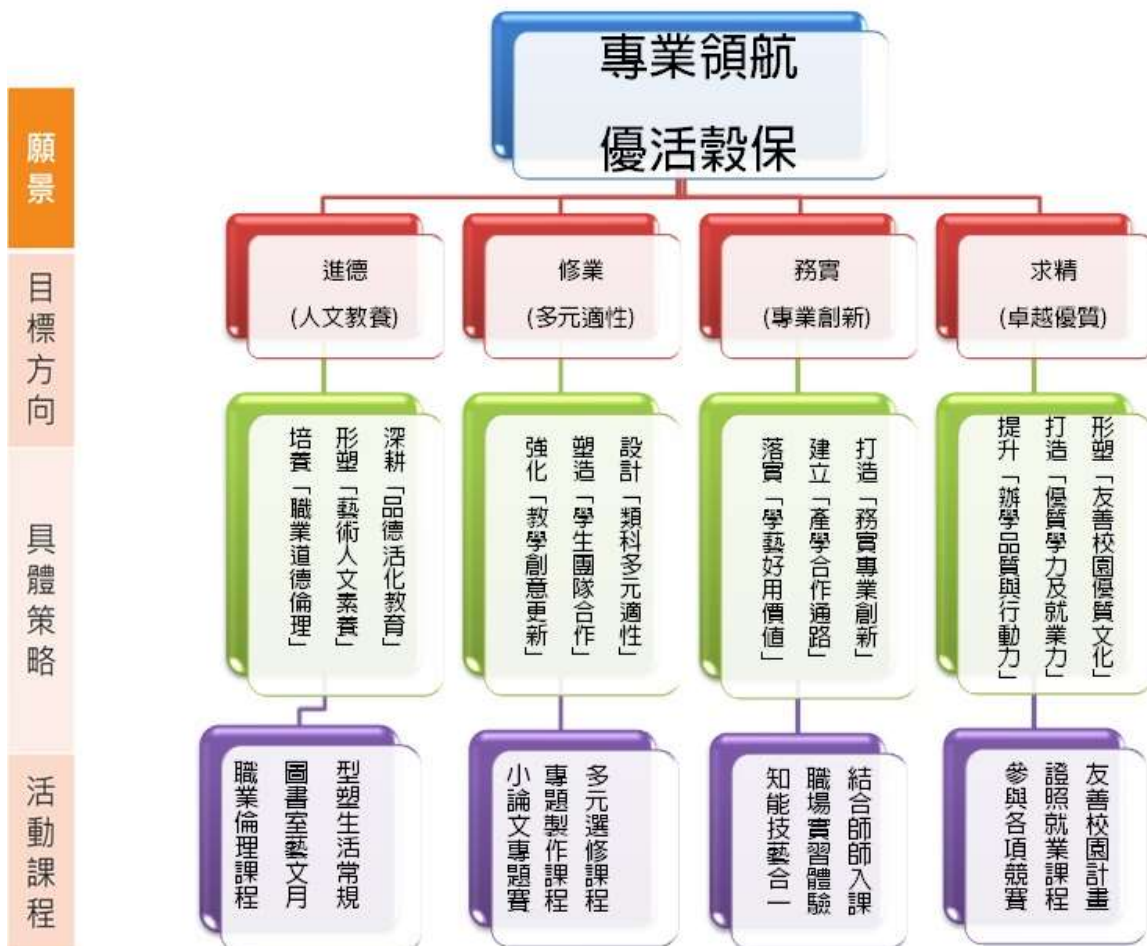 專業領航
優活穀保
願景
目標方向
具體策略
活動課程
進德
(人文教養)
修業
(多元適性)
務實
(專業創新)
求精
(卓越優質)
深耕「品德活化教育」
形塑「藝術人文素養」
培養「職業道德倫理」
設計「類科多元適性」
塑造「學生團隊合作」
強化「教學創意更新」
打造「務實專業創新」
建立「產學合作通路」
落實「學藝好用價值」
形塑「友善校園優質文化」
打造「優質學力及就業力」
提升「辦學品質與行動力」
型塑生活常規
圖書室藝文月
職業倫理課程
多元選修課程
專題製作課程
小論文專題賽
結合師師入課
職場實習體驗
知能技藝合一
友善校園計畫
證照就業課程
參與各項競賽